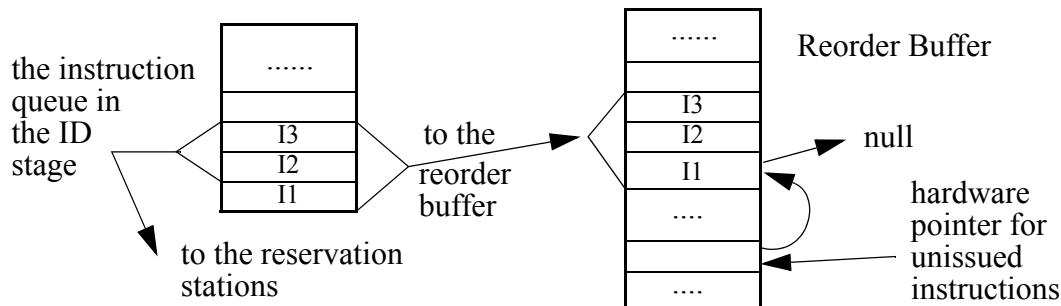 the instruction
queue in
the ID
stage
......
I3
I2
I1
to the
reorder
buffer
to the reservation
stations
......
I3
I2
I1
....
....
Reorder Buffer
null
hardware
pointer for
unissued
instructions